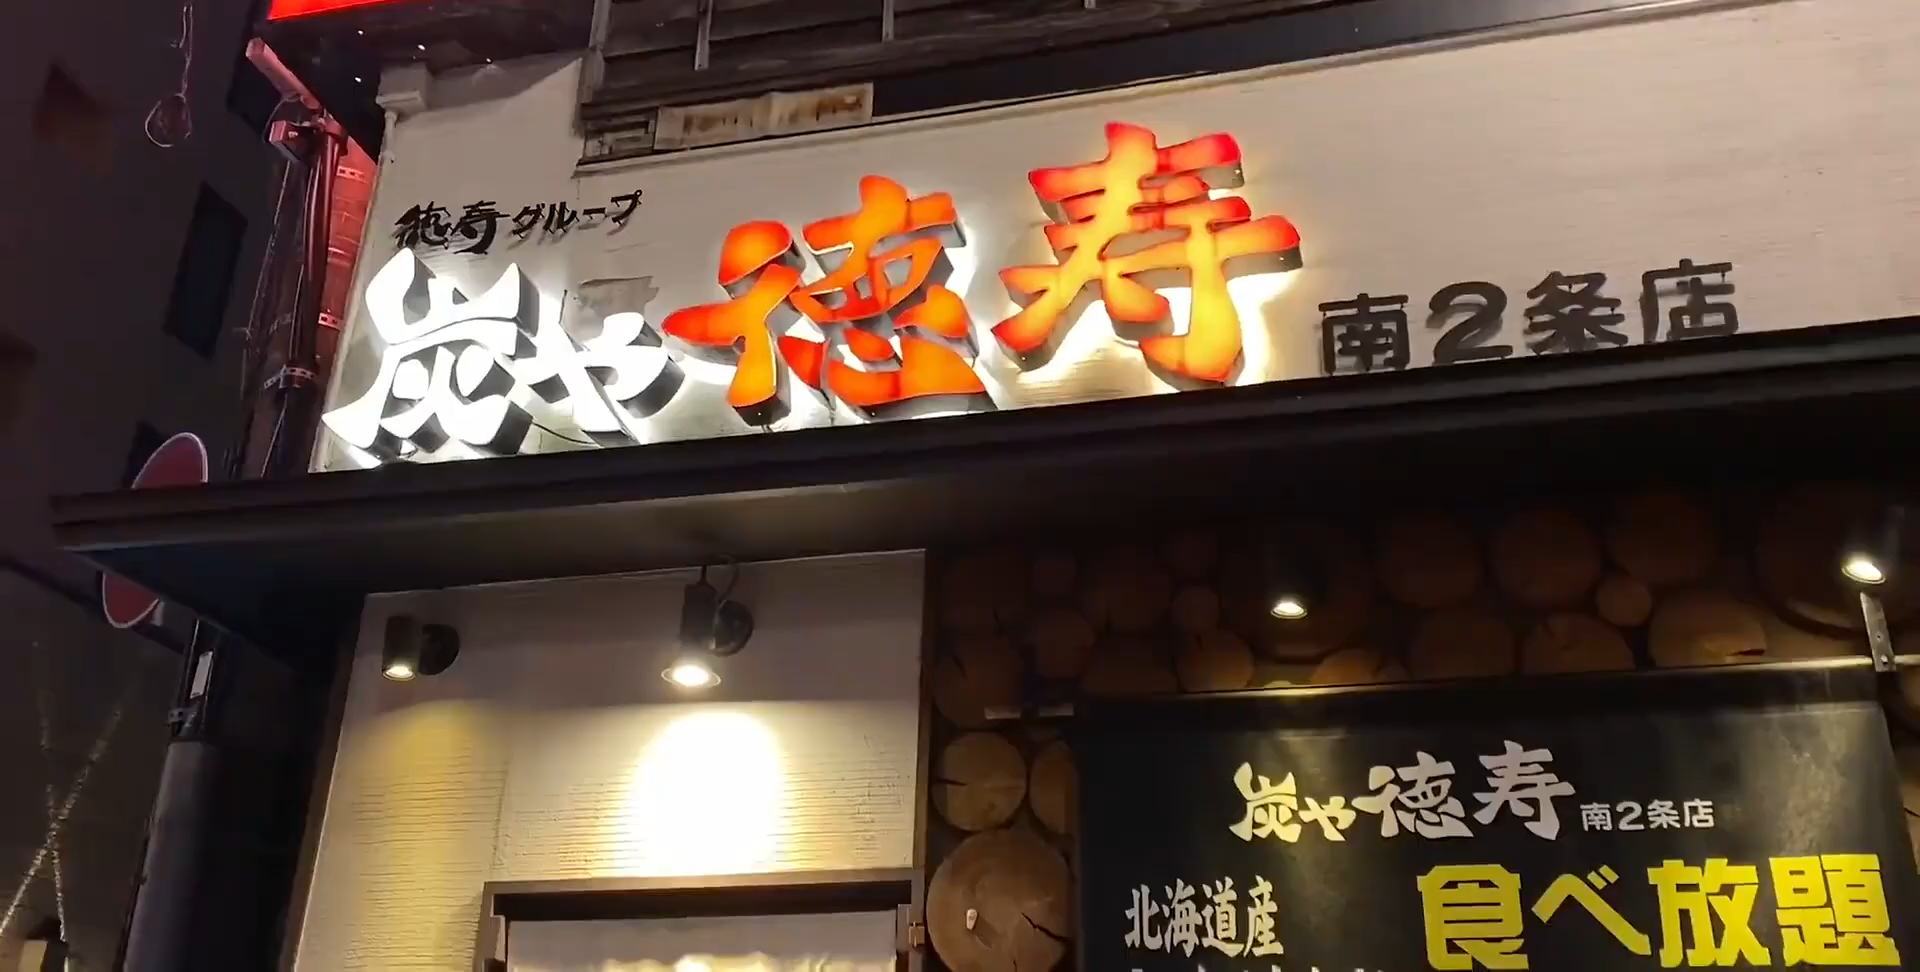 徳寿グループ
炭や徳寿 南2条店
炭や徳寿 南2条店
北海道産
食べ放題